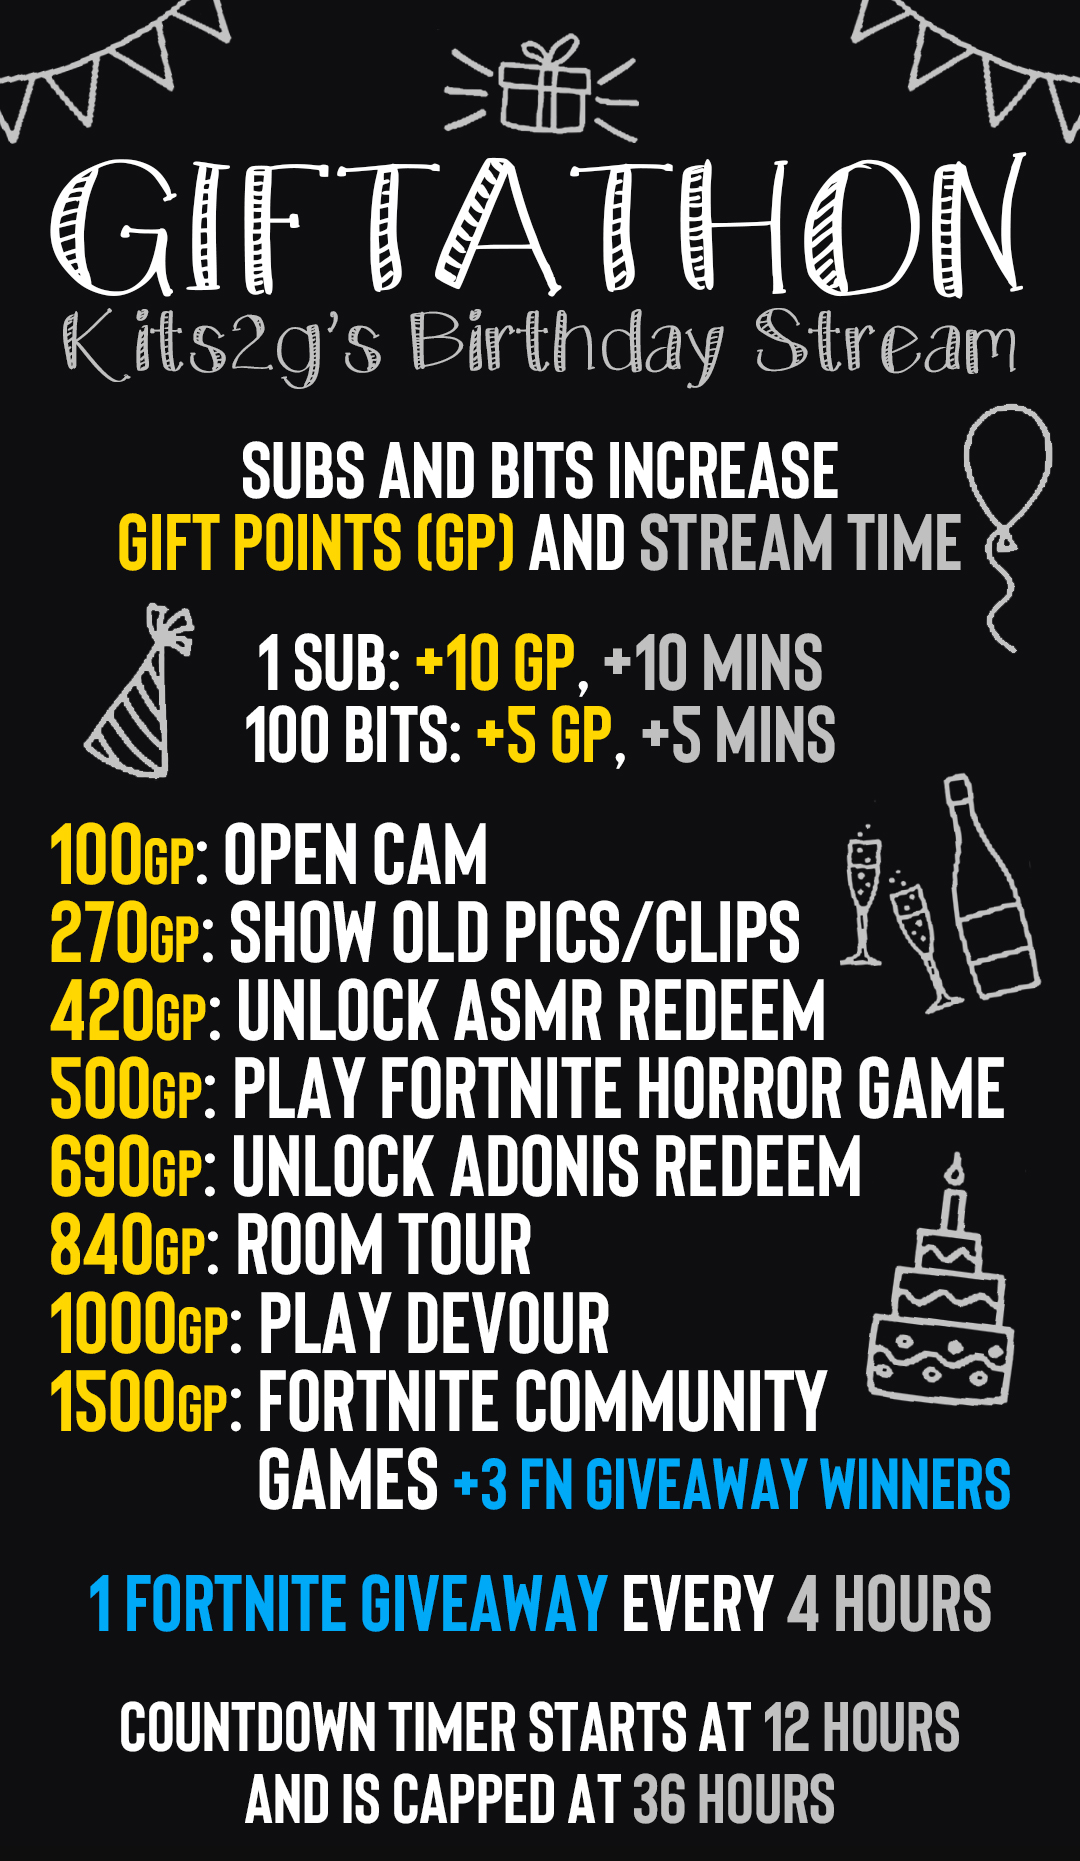 GIFTATHON
Kits2g's Birthday Stream
SUBS AND BITS INCREASE
GIFT POINTS (GP) AND STREAM TIME
1 SUB: +10 GP, +10 MINS
100 BITS: +5 GP, +5 MINS
100GP: OPEN CAM
270GP: SHOW OLD PICS/CLIPS
420GP: UNLOCK ASMR REDEEM
500GP: PLAY FORTNITE HORROR GAME
690GP: UNLOCK ADONIS REDEEM
840GP: ROOM TOUR
1000GP: PLAY DEVOUR
1500GP: FORTNITE COMMUNITY
GAMES +3 FN GIVEAWAY WINNERS
1 FORTNITE GIVEAWAY EVERY 4 HOURS
COUNTDOWN TIMER STARTS AT 12 HOURS
AND IS CAPPED AT 36 HOURS